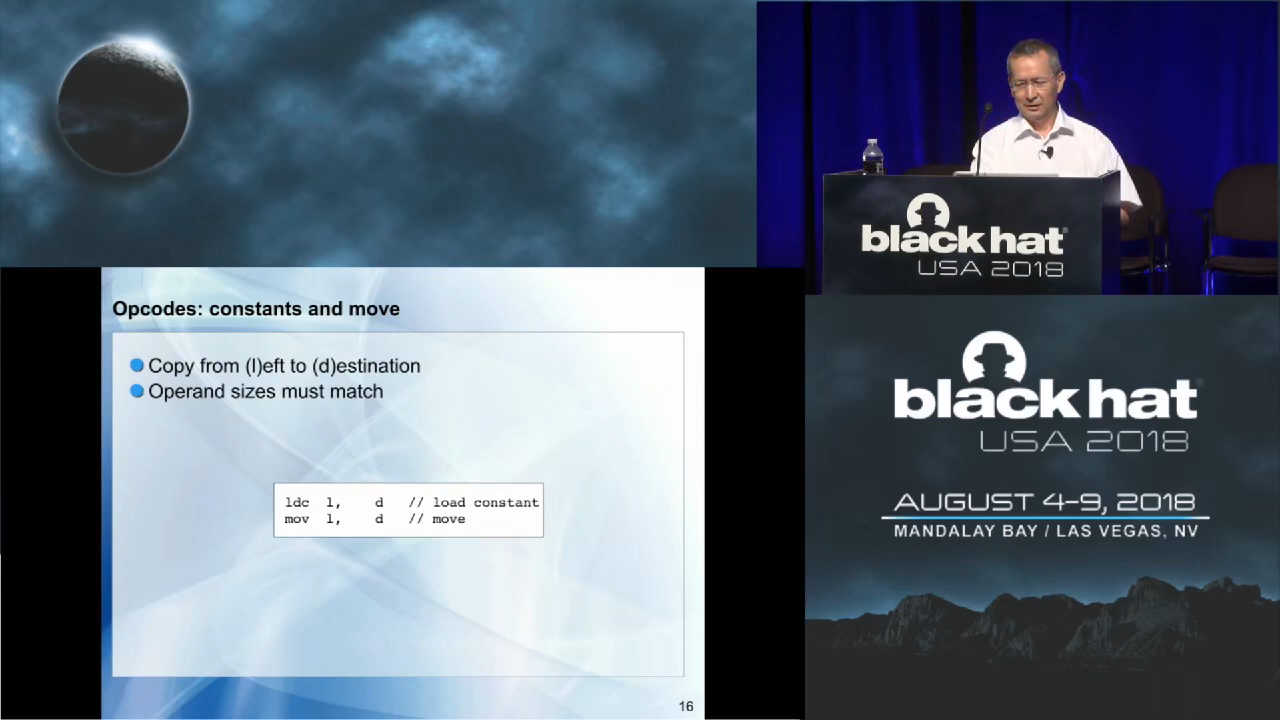 black hat
USA 2018
Opcodes: constants and move
Copy from (l)eft to (d)estination
Operand sizes must match
ldc l, d // load constant
mov l, d // move
16
black hat
USA 2018
AUGUST 4-9, 2018
MANDALAY BAY / LAS VEGAS, NV